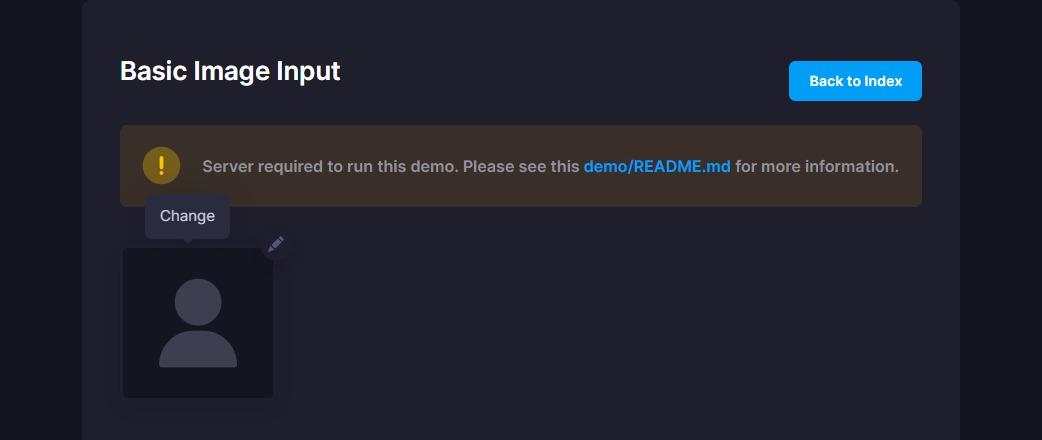 Basic Image Input
Back to Index
Server required to run this demo. Please see this demo/README.md for more information.
Change